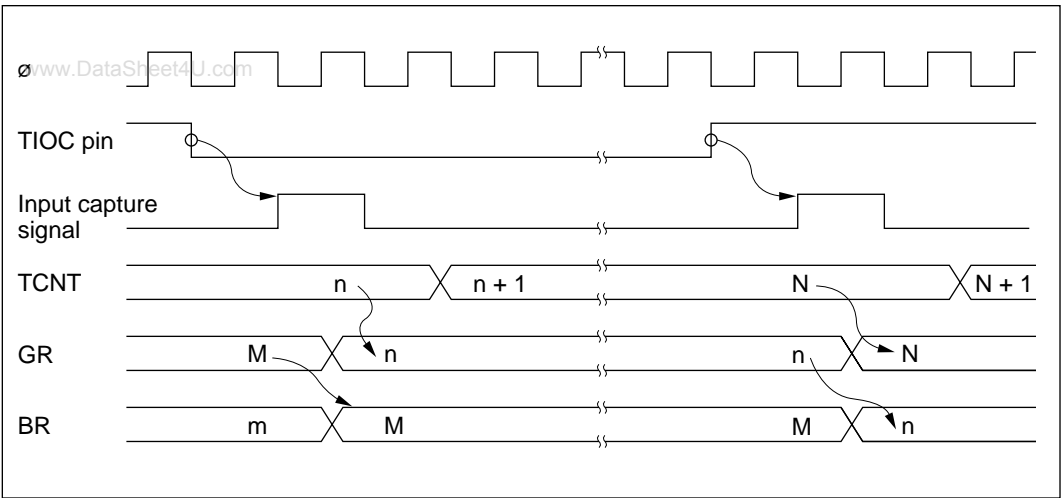 ø
www.DataSheet4U.com
TIOC pin
Input capture
signal
TCNT n n + 1 N N + 1
GR M n n N
BR m M M n